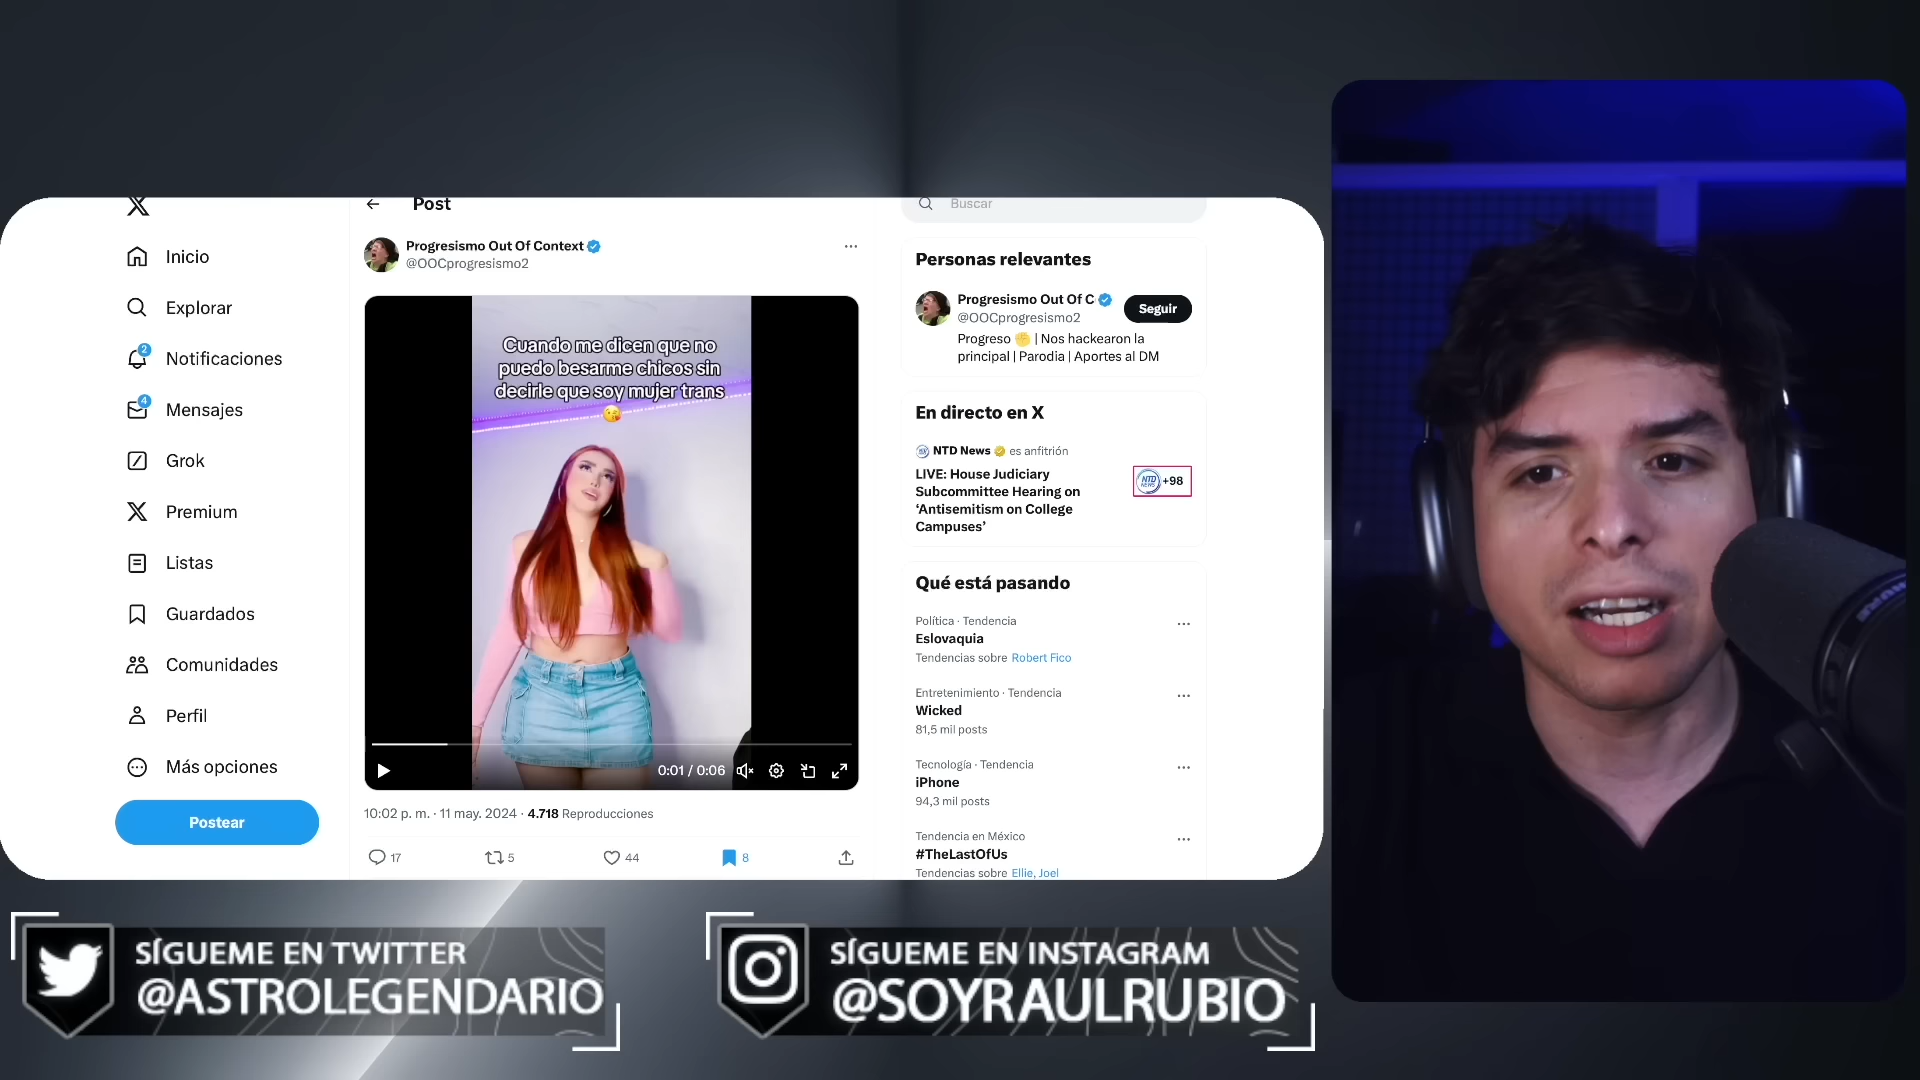 Inicio
Explorar
2
Notificaciones
4
Mensajes
Grok
Premium
Listas
Guardados
Comunidades
Perfil
Más opciones
Postear
Post
Progresismo Out Of Context
@OOCprogresismo2
Cuando me dicen que no
puedo besarme chicos sin
decirle que soy mujer trans
0:01 / 0:06
10:02 p. m. · 11 may. 2024 · 4.718 Reproducciones
17
5
44
8
Buscar
Personas relevantes
Progresismo Out Of C
@OOCprogresismo2
Seguir
Progreso ✊ | Nos hackearon la
principal | Parodia | Aportes al DM
En directo en X
NTD News es anfitrión
LIVE: House Judiciary
Subcommittee Hearing on
‘Antisemitism on College
Campuses’
NTD
NEWS
+98
Qué está pasando
Política · Tendencia
Eslovaquia
Tendencias sobre Robert Fico
Entretenimiento · Tendencia
Wicked
81,5 mil posts
Tecnología · Tendencia
iPhone
94,3 mil posts
Tendencia en México
#TheLastOfUs
Tendencias sobre Ellie, Joel
SÍGUEME EN TWITTER
@ASTROLEGENDARIO
SÍGUEME EN INSTAGRAM
@SOYRAULRUBIO